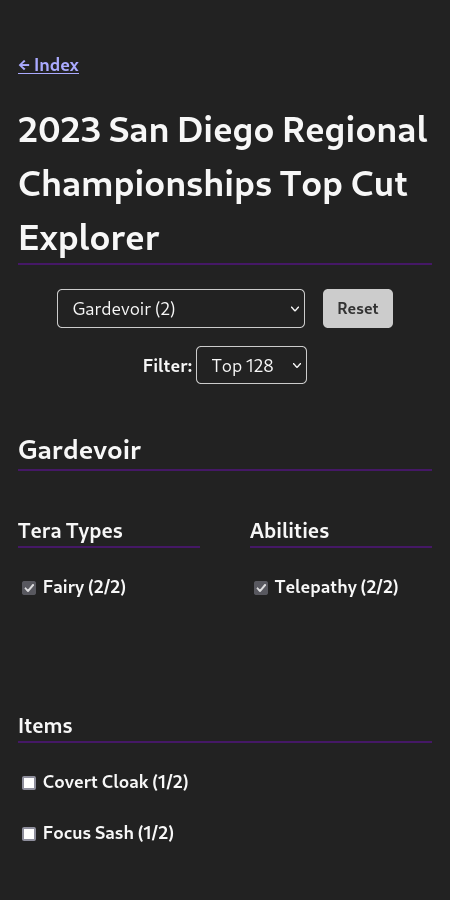 ← Index
2023 San Diego Regional
Championships Top Cut
Explorer
Gardevoir (2)
Reset
Filter: Top 128
Gardevoir
Tera Types
Abilities
Fairy (2/2)
Telepathy (2/2)
Items
Covert Cloak (1/2)
Focus Sash (1/2)